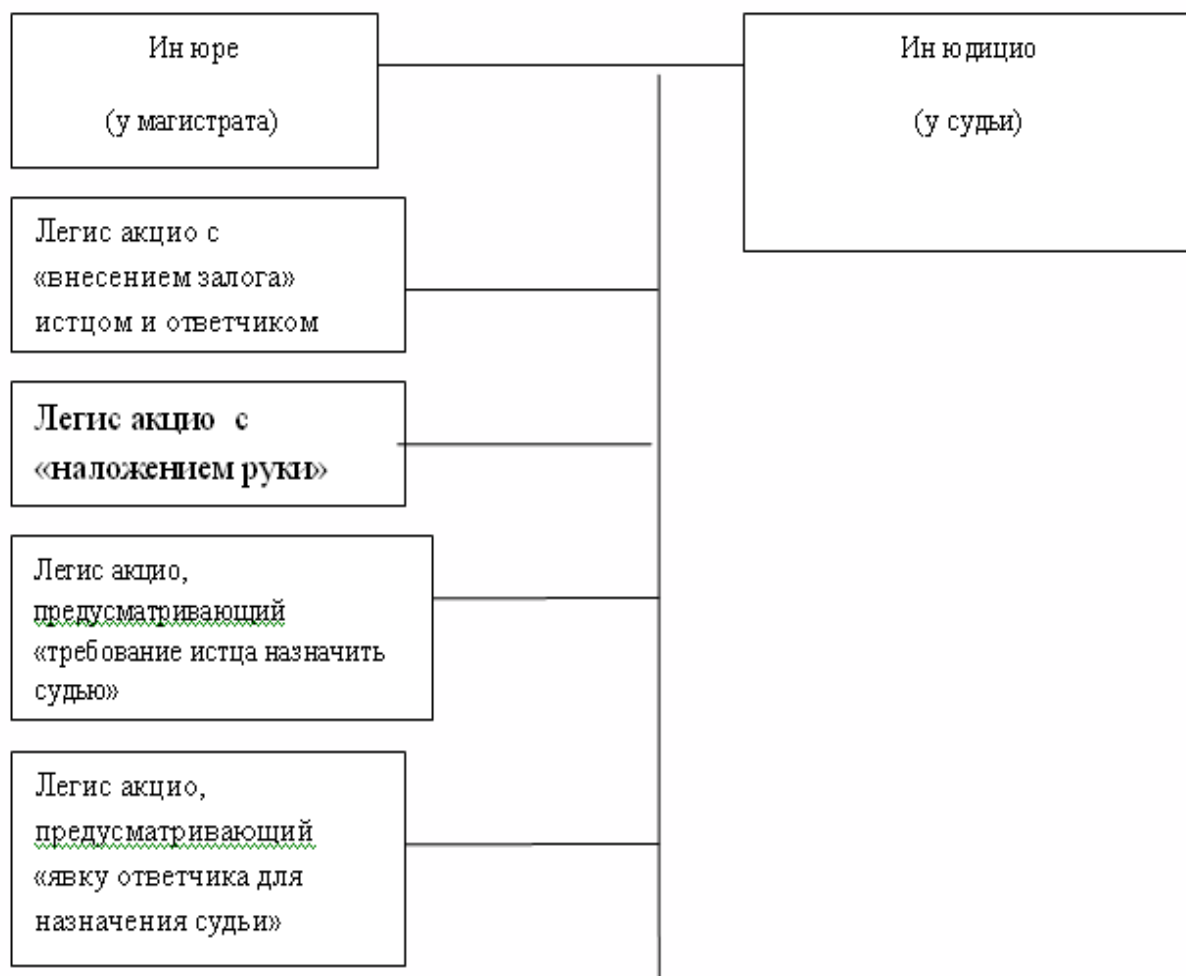 Ин юре
(у магистрата)
Ин юдицио
(у судьи)
Легис акцио с
«внесением залога»
истцом и ответчиком
Легис акцио с
«наложением руки»
Легис акцио,
предусматривающий
«требование истца назначить
судью»
Легис акцио,
предусматривающий
«явку ответчика для
назначения судьи»